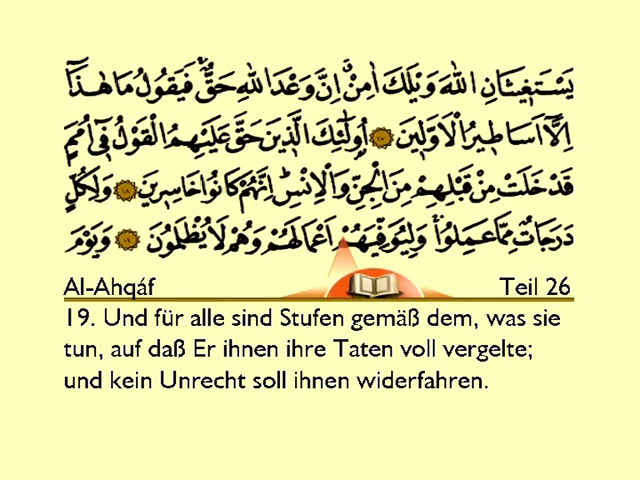 يَسْتَغِيثَانِ اللَّهَ وَيْلَكَ آمِنْ إِنَّ وَعْدَ اللَّهِ حَقٌّ فَيَقُولُ مَا هَٰذَا
إِلَّا أَسَاطِيرُ الْأَوَّلِينَ ١٧ أُولَٰئِكَ الَّذِينَ حَقَّ عَلَيْهِمُ الْقَوْلُ فِي أُمَمٍ
قَدْ خَلَتْ مِنْ قَبْلِهِمْ مِنَ الْجِنِّ وَالْإِنْسِ إِنَّهُمْ كَانُوا خَاسِرِينَ ١٨ وَلِكُلٍّ
دَرَجَاتٌ مِمَّا عَمِلُوا وَلِيُوَفِّيَهُمْ أَعْمَالَهُمْ وَهُمْ لَا يُظْلَمُونَ ١٩ وَيَوْمَ
Al-Ahqáf Teil 26
19. Und für alle sind Stufen gemäß dem, was sie
tun, auf daß Er ihnen ihre Taten voll vergelte;
und kein Unrecht soll ihnen widerfahren.